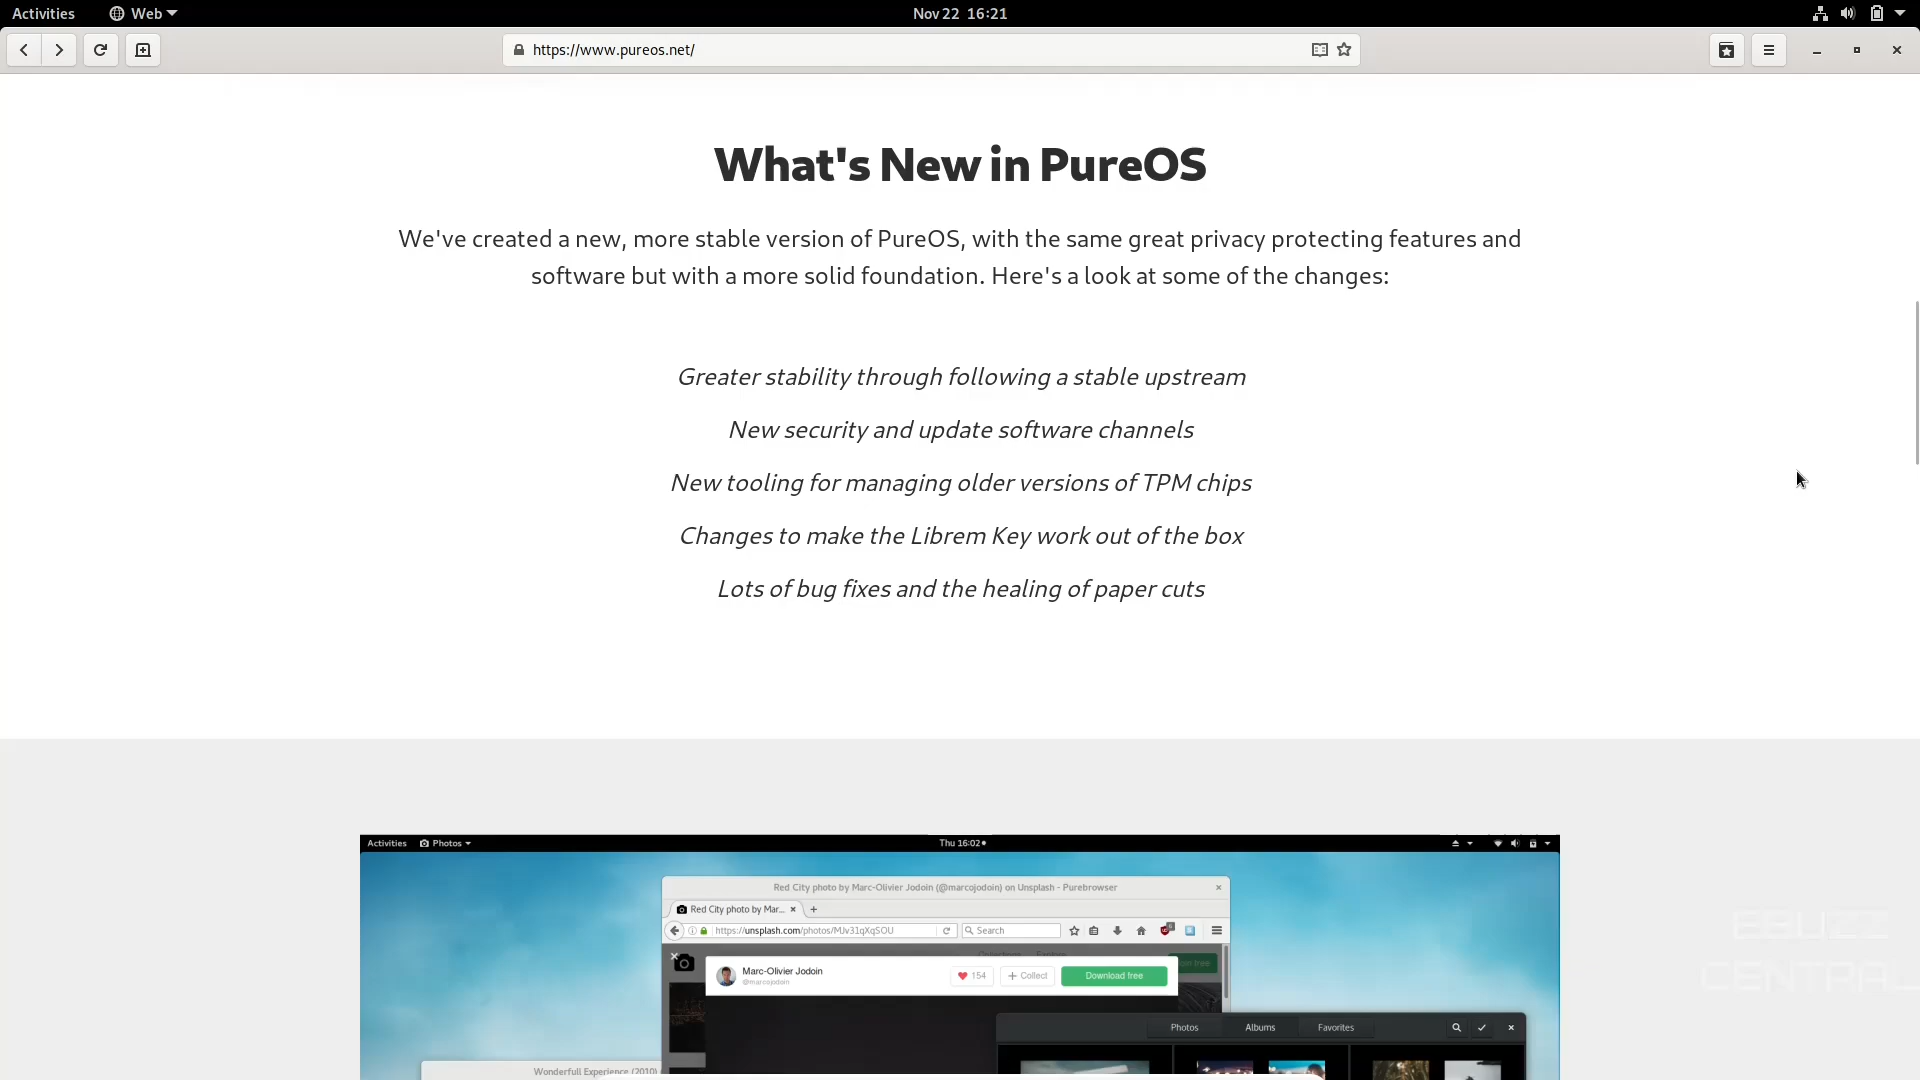 Activities Web Nov 22 16:21
https://www.pureos.net/
What's New in PureOS
We've created a new, more stable version of PureOS, with the same great privacy protecting features and
software but with a more solid foundation. Here's a look at some of the changes:
Greater stability through following a stable upstream
New security and update software channels
New tooling for managing older versions of TPM chips
Changes to make the Librem Key work out of the box
Lots of bug fixes and the healing of paper cuts
Activities Photos Thu 16:02
Red City photo by Marc-Olivier Jodoin (@marcojodoin) on Unsplash - Purebrowser
Red City photo by Mar...
https://unsplash.com/photos/MJv31qXqSOU Search
Marc-Olivier Jodoin 154 Collect Download free
@marcojodoin
Photos Albums Favorites
Wonderfull Experience (2010)
EBUZZ
CENTRAL